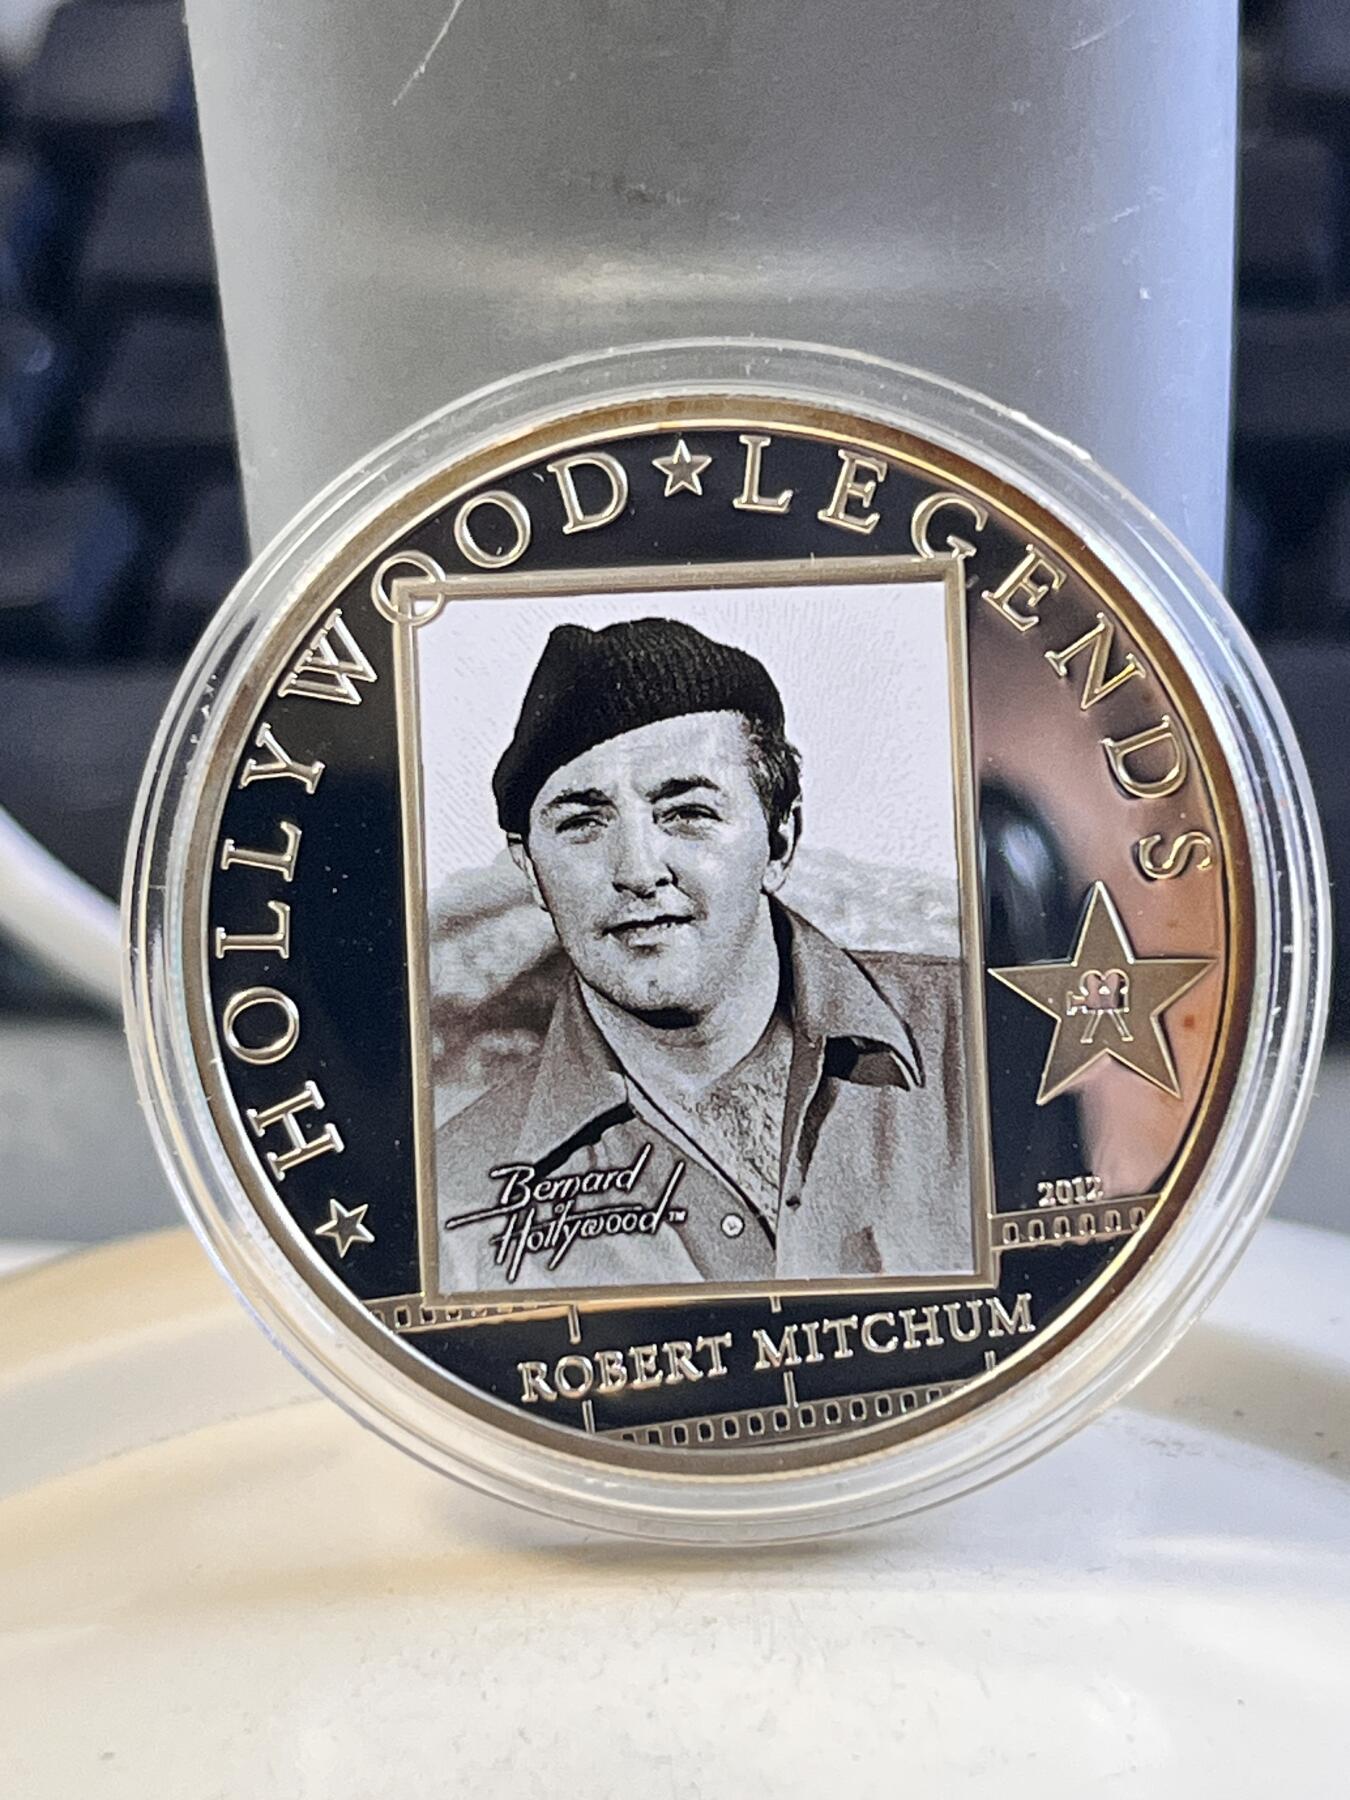 HOLLYWOOD★LEGENDS
Bernard
of
Hollywood™
2012
ROBERT MITCHUM